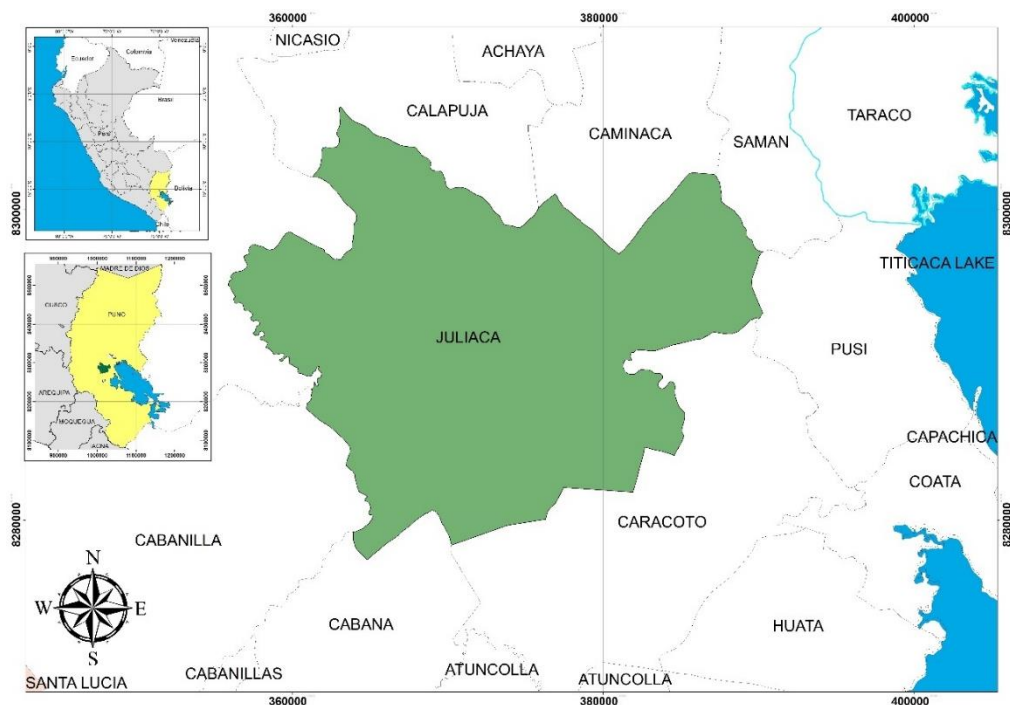 360000
380000
400000
NICASIO
ACHAYA
CALAPUJA
CAMINACA
SAMAN
TARACO
Venezuela
Colombia
Ecuador
Brasil
Perú
Bolivia
8300000
8300000
TITICACA LAKE
MADRE DE DIOS
CUSCO
PUNO
AREQUIPA
MOQUEGUA
JULIACA
PUSI
CAPACHICA
COATA
8280000
8280000
CABANILLA
CARACOTO
N
W
E
S
CABANA
HUATA
CABANILLAS
ATUNCOLLA
ATUNCOLLA
SANTA LUCIA
360000
380000
400000